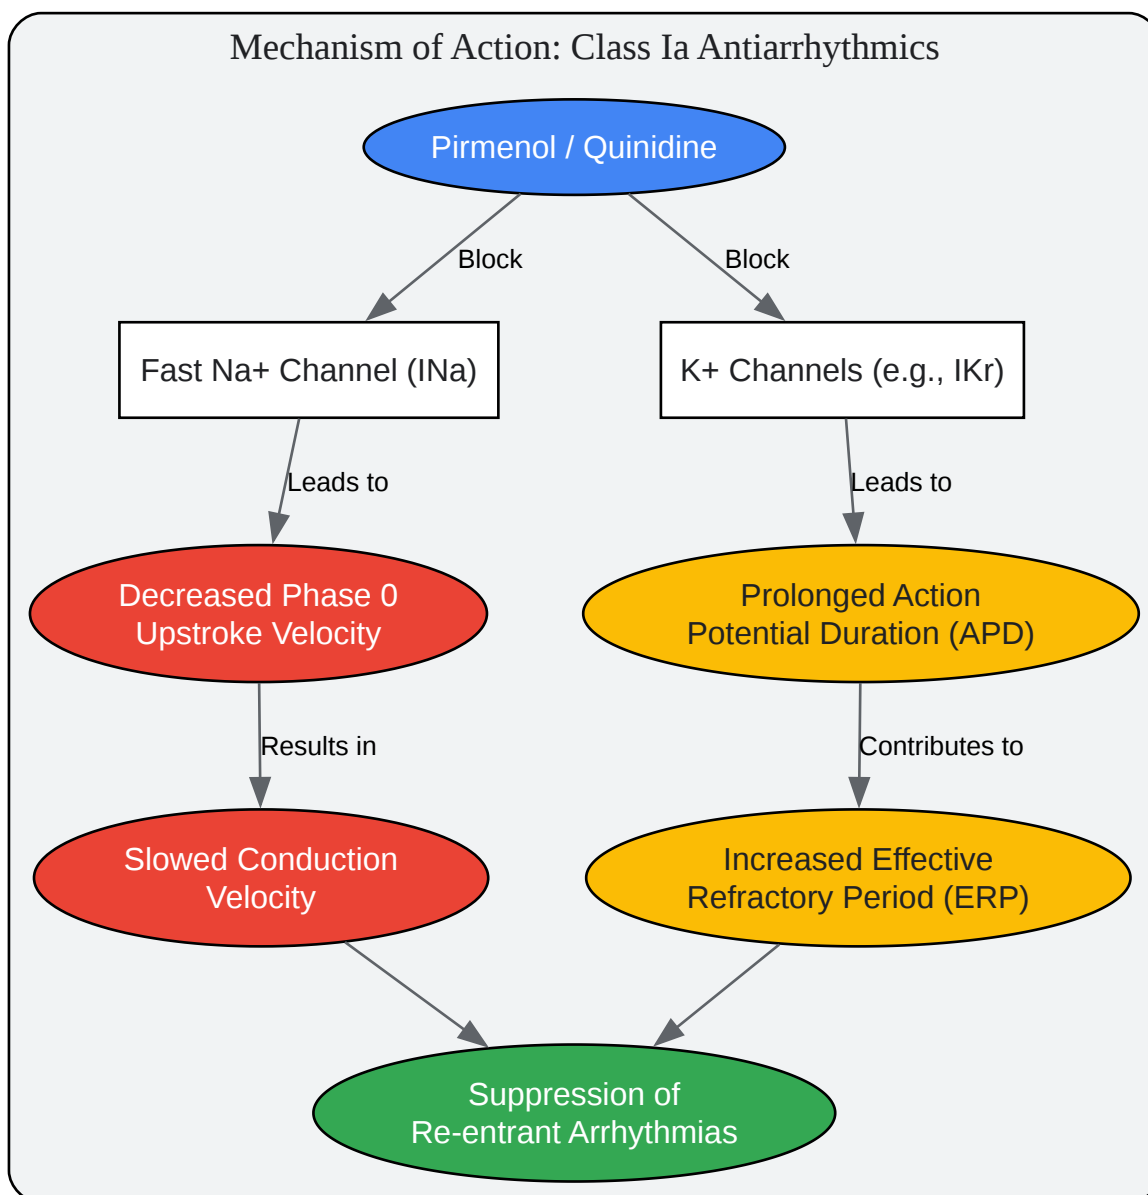 Mechanism of Action: Class Ia Antiarrhythmics
Pirmenol / Quinidine
Block
Block
Fast Na+ Channel (INa)
K+ Channels (e.g., IKr)
Leads to
Leads to
Decreased Phase 0
Upstroke Velocity
Prolonged Action
Potential Duration (APD)
Results in
Contributes to
Slowed Conduction
Velocity
Increased Effective
Refractory Period (ERP)
Suppression of
Re-entrant Arrhythmias